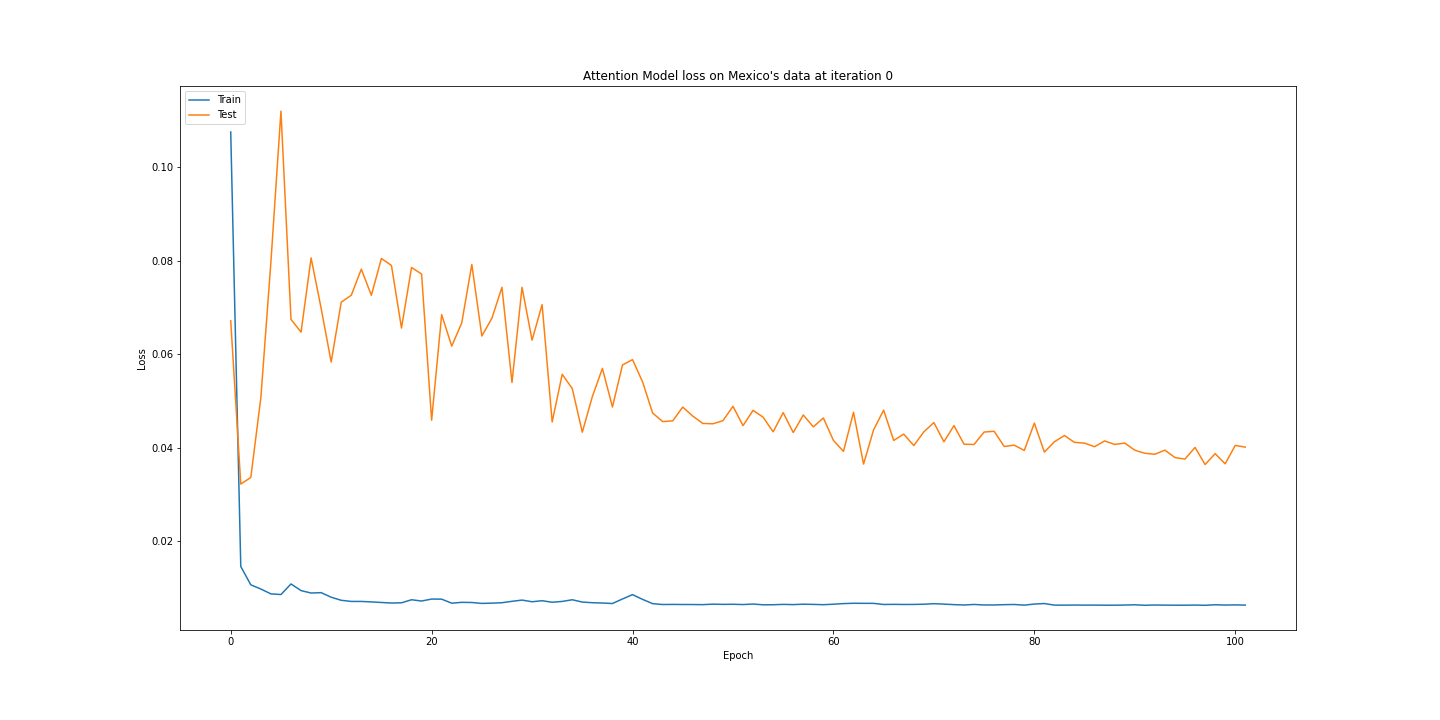 Attention Model loss on Mexico's data at iteration 0
Train
Test
0.10
0.08
0.06
0.04
0.02
Loss
0 20 40 60 80 100
Epoch